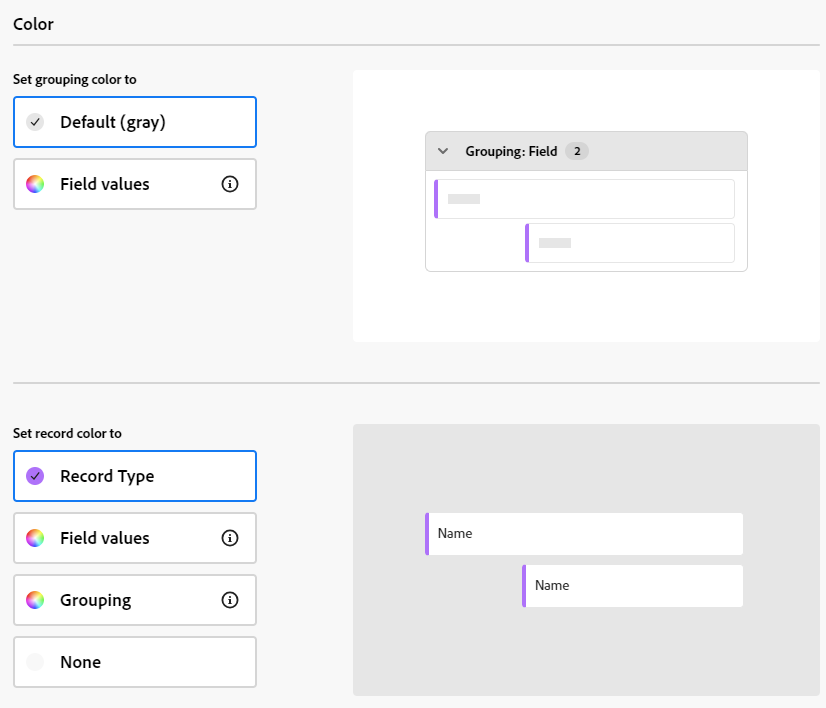 Color
Set grouping color to
Default (gray)
Field values
Grouping: Field 2
Set record color to
Record Type
Field values
Grouping
None
Name
Name